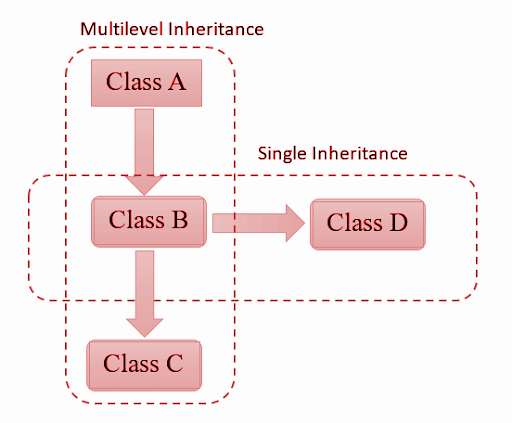 Multilevel Inheritance
Class A
Single Inheritance
Class B
Class D
Class C